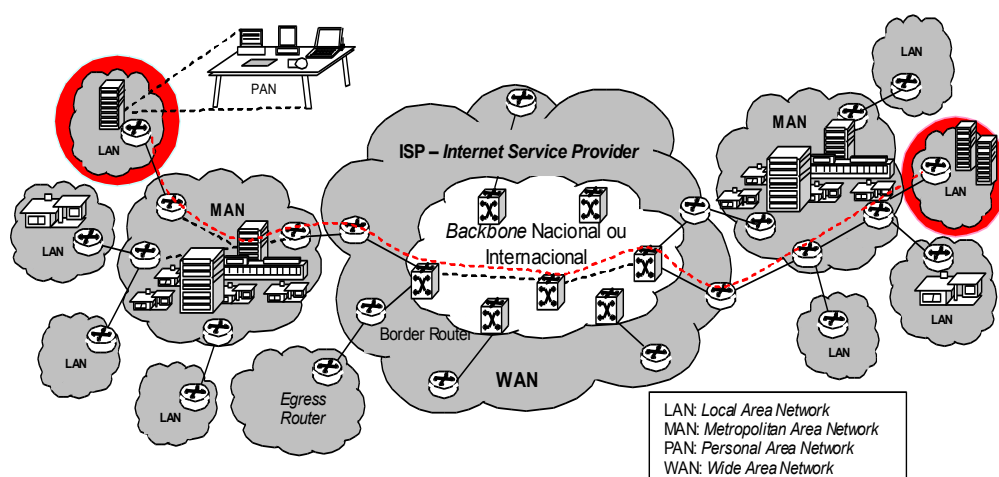 LAN
PAN
LAN
MAN
ISP – Internet Service Provider
MAN
LAN
LAN
MAN
Backbone Nacional ou
Internacional
LAN
Border Router
LAN
LAN
LAN
LAN
Egress
Router
WAN
LAN: Local Area Network
MAN: Metropolitan Area Network
PAN: Personal Area Network
WAN: Wide Area Network